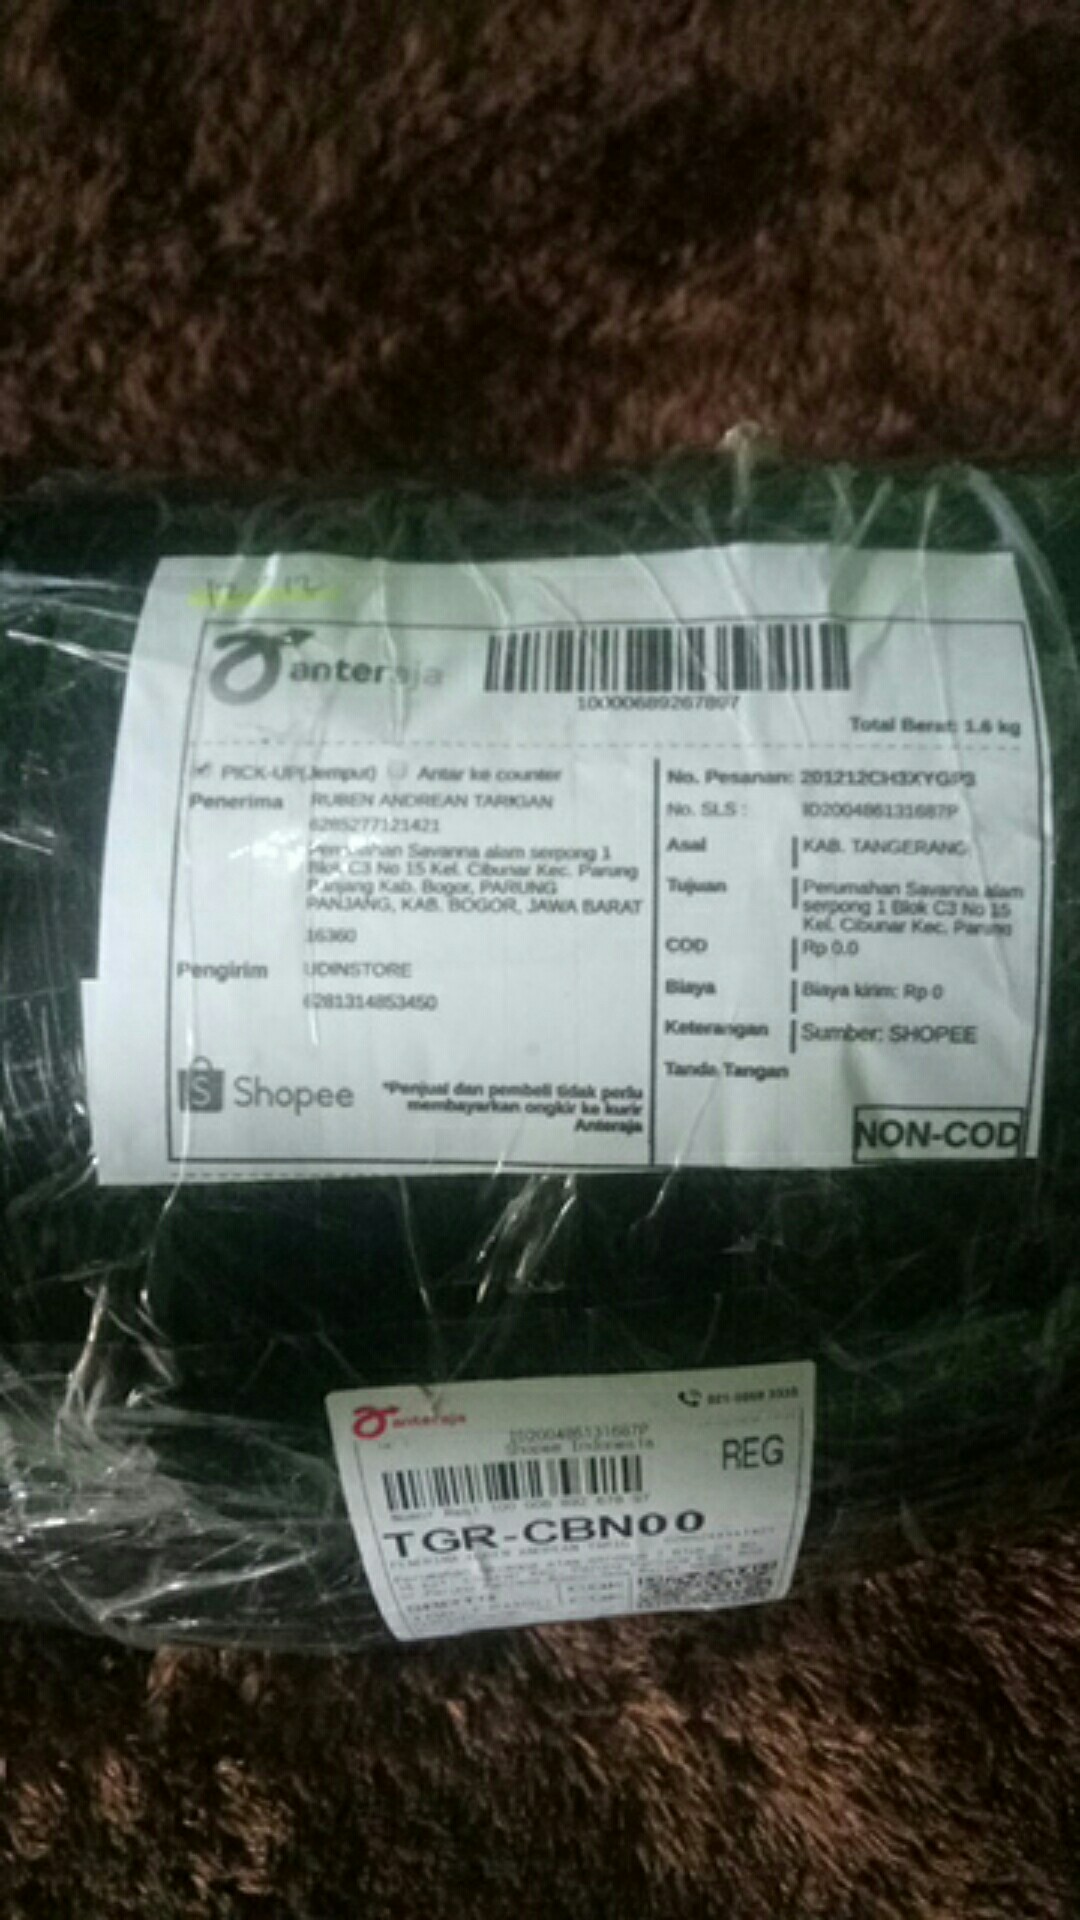 12 12
anteraja
10000689267897
Total Berat: 1.6 kg
PICK-UP(Jemput) Antar ke counter
Penerima RUBEN ANDREAN TARIGAN
6285277121421
Perumahan Savanna alam serpong 1
Blok C3 No 15 Kel. Cibunar Kec. Parung
Panjang Kab. Bogor, PARUNG
PANJANG, KAB. BOGOR, JAWA BARAT
16360
Pengirim UDINSTORE
6281314853450
Shopee
*Penjual dan pembeli tidak perlu
membayarkan ongkir ke kurir
Anteraja
No. Pesanan:
No. SLS : ID200486131687P
Asal KAB. TANGERANG
Tujuan Perumahan Savanna alam
serpong 1 Blok C3 No 15
Kel. Cibunar Kec. Parung
COD Rp 0.0
Biaya Biaya kirim: Rp 0
Keterangan Sumber: SHOPEE
Tanda Tangan
NON-COD
anteraja
ID200486131687P
Shopee Indonesia
REG
TGR-CBN00